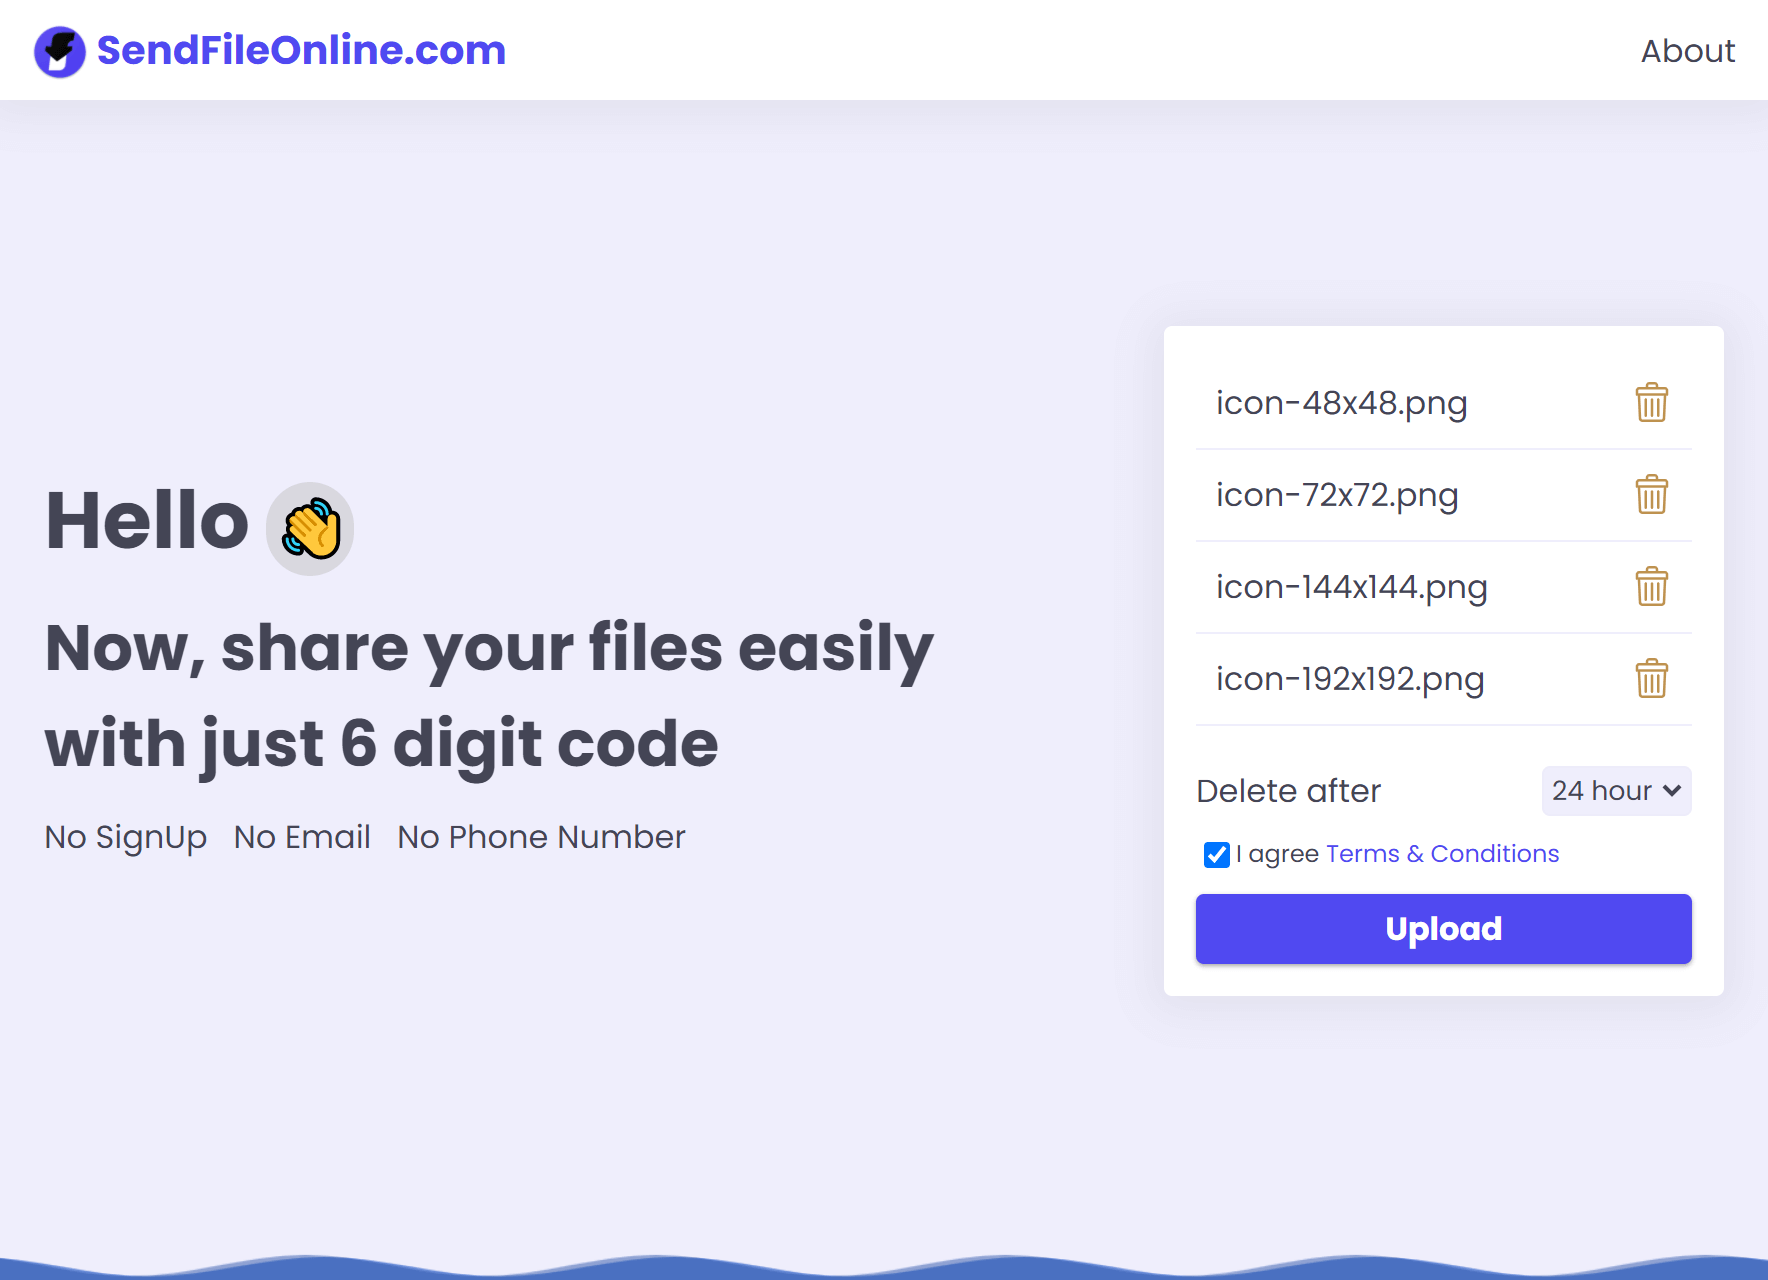 SendFileOnline.com
About
Hello
Now, share your files easily
with just 6 digit code
No SignUp No Email No Phone Number
icon-48x48.png
icon-72x72.png
icon-144x144.png
icon-192x192.png
Delete after 24 hour
I agree Terms & Conditions
Upload